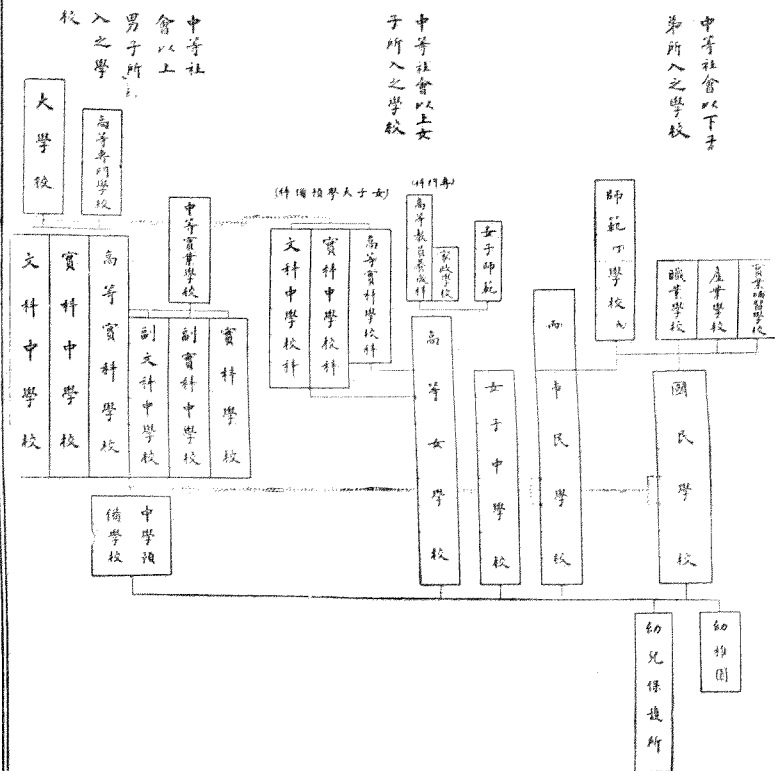 中等社會以下子
弟所入之學校
中等社會以上女
子所入之學校
中等社
會以上
男子所
入之學
校
實業補習學校
產業學校
職業學校
師範
學校
女子師範
(專門科)
家政學校
高等教員養成科
(女子大學預備科)
高等實科學校科
實科中學校科
文科中學校科
中等實業學校
高等專門學校
大學校
國民學校
市民學校
女子中學校
高等女學校
實科學校
副實科中學校
副文科中學校
高等實科學校
實科中學校
文科中學校
中學預
備學校
幼稚園
幼兒保護所